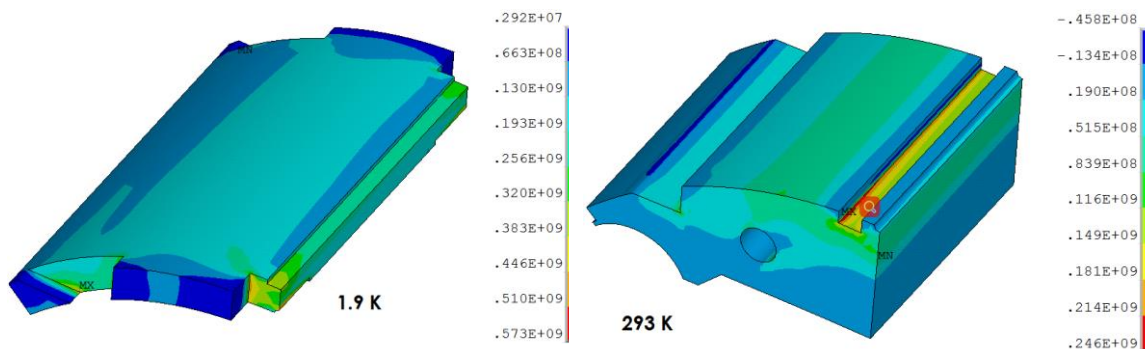 .292E+07
.663E+08
.130E+09
.193E+09
.256E+09
.320E+09
.383E+09
.446E+09
.510E+09
.573E+09
MN
MX
1.9 K
-.458E+08
-.134E+08
.190E+08
.515E+08
.839E+08
.116E+09
.149E+09
.181E+09
.214E+09
.246E+09
MX
MN
293 K